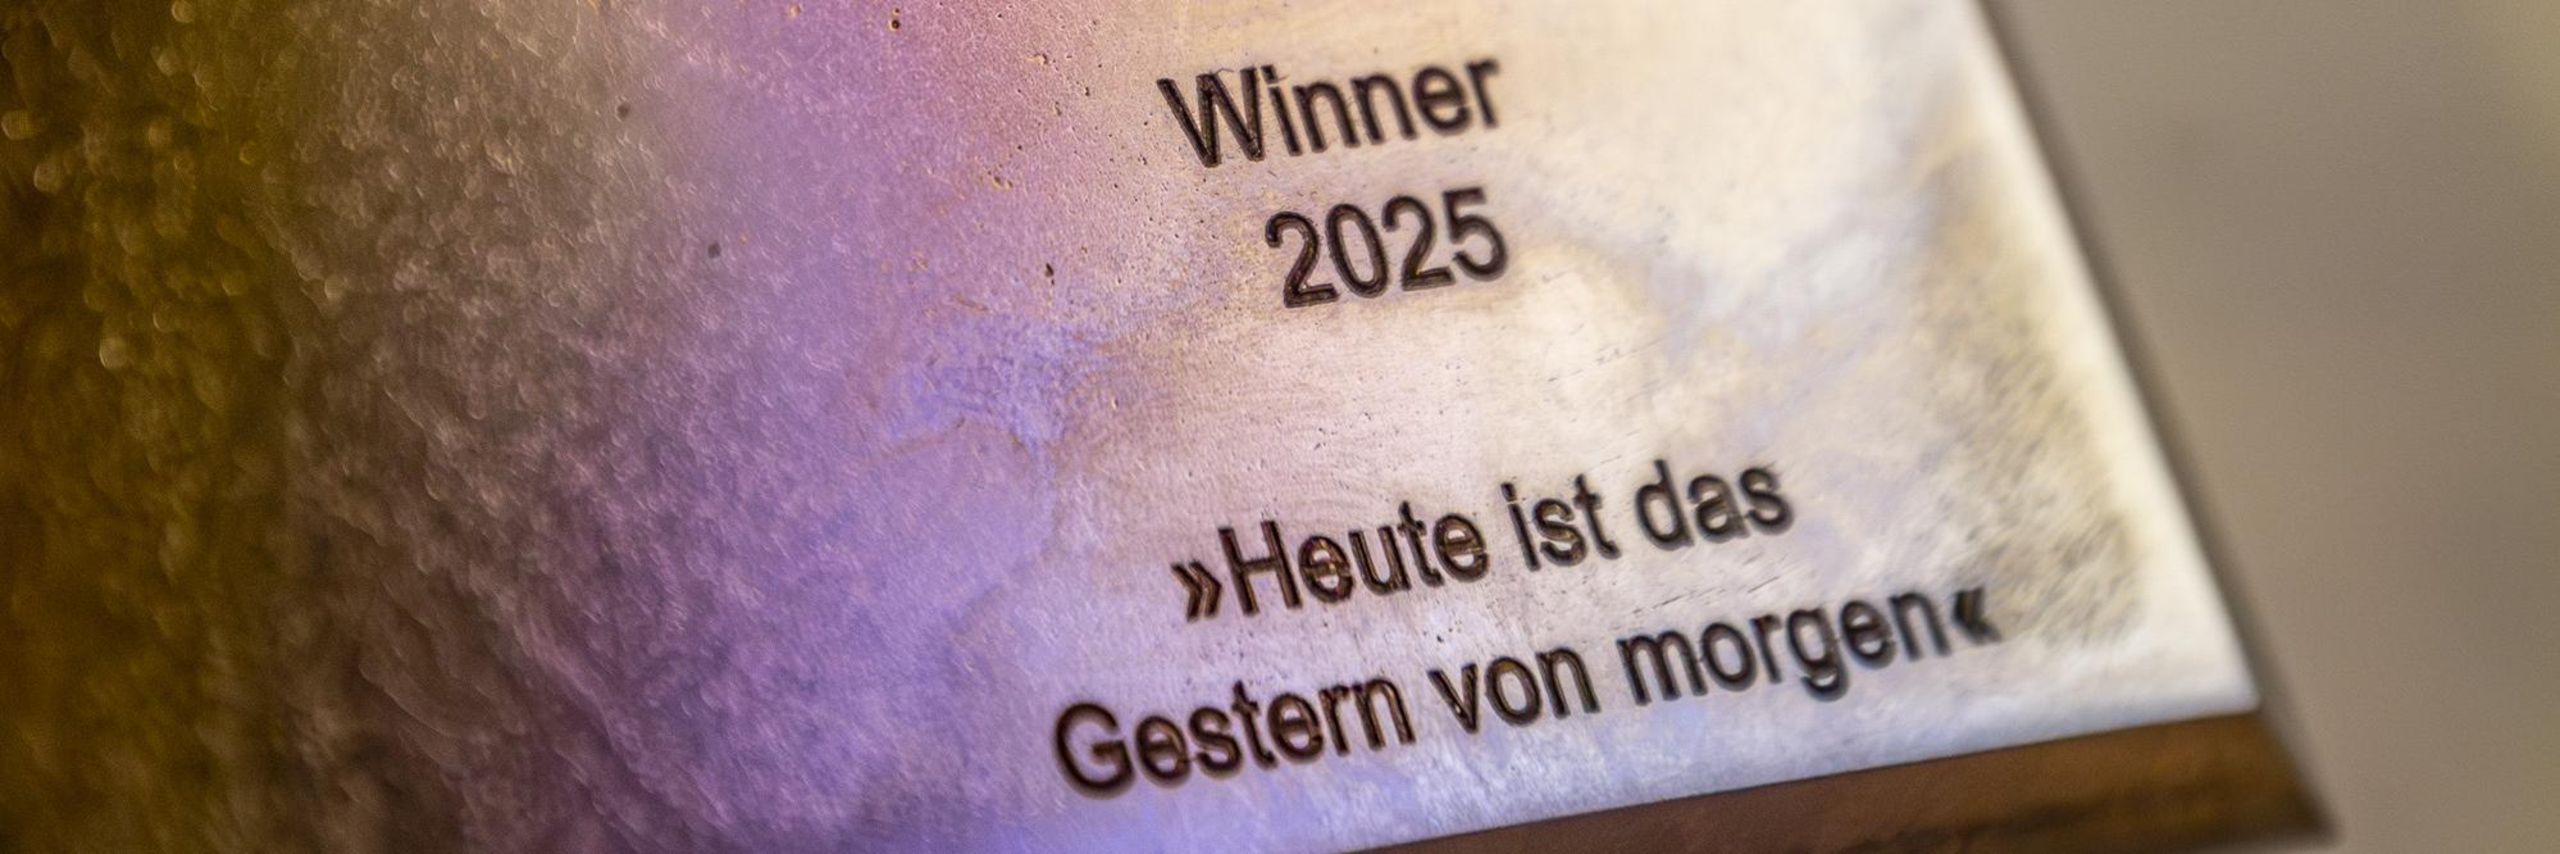 Winner
2025
»Heute ist das
Gestern von morgen«